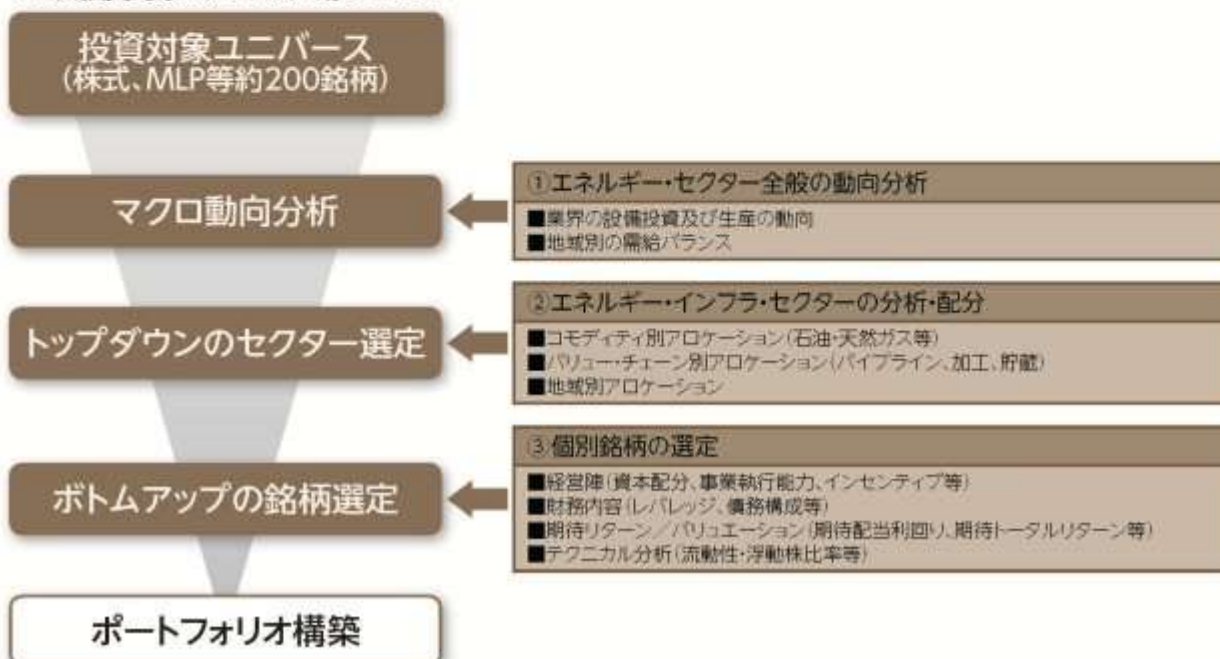 投資対象ユニバース
(株式、MLP等約200銘柄)
マクロ動向分析
①エネルギー・セクター全般の動向分析
■業界の設備投資及び生産の動向
■地域別の需給バランス
トップダウンのセクター選定
②エネルギー・インフラ・セクターの分析・配分
■コモディティ別アロケーション(石油・天然ガス等)
■バリュー・チェーン別アロケーション(パイプライン、加工、貯蔵)
■地域別アロケーション
ボトムアップの銘柄選定
③個別銘柄の選定
■経営陣(資本配分、事業執行能力、インセンティブ等)
■財務内容(レバレッジ、債務構成等)
■期待リターン/バリュエーション(期待配当利回り、期待トータルリターン等)
■テクニカル分析(流動性・浮動株比率等)
ポートフォリオ構築